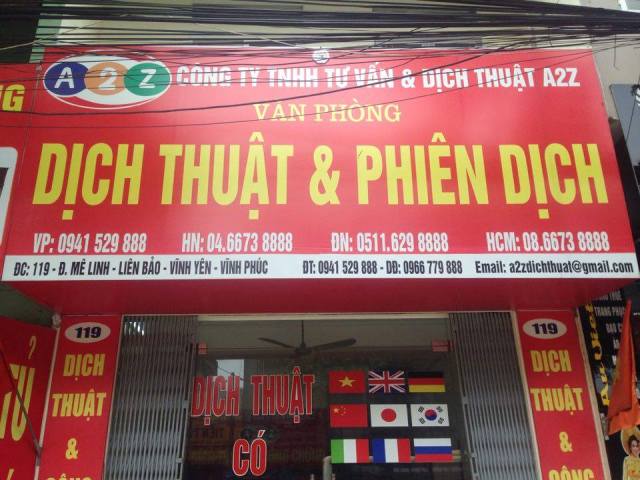 A2Z CÔNG TY TNHH TƯ VẤN & DỊCH THUẬT A2Z
VĂN PHÒNG
DỊCH THUẬT & PHIÊN DỊCH
VP: 0941 529 888 HN: 04.6673 8888 ĐN: 0511.629 8888 HCM: 08.6673 8888
ĐC: 119 - Đ. MÊ LINH - LIÊN BẢO - VĨNH YÊN - VĨNH PHÚC ĐT: 0941 529 888 - DĐ: 0966 779 888 Email: a2zdichthuat@gmail.com
119
DỊCH
THUẬT
&
CÔNG
DỊCH THUẬT
CÓ
119
DỊCH
THUẬT
&
CÔNG